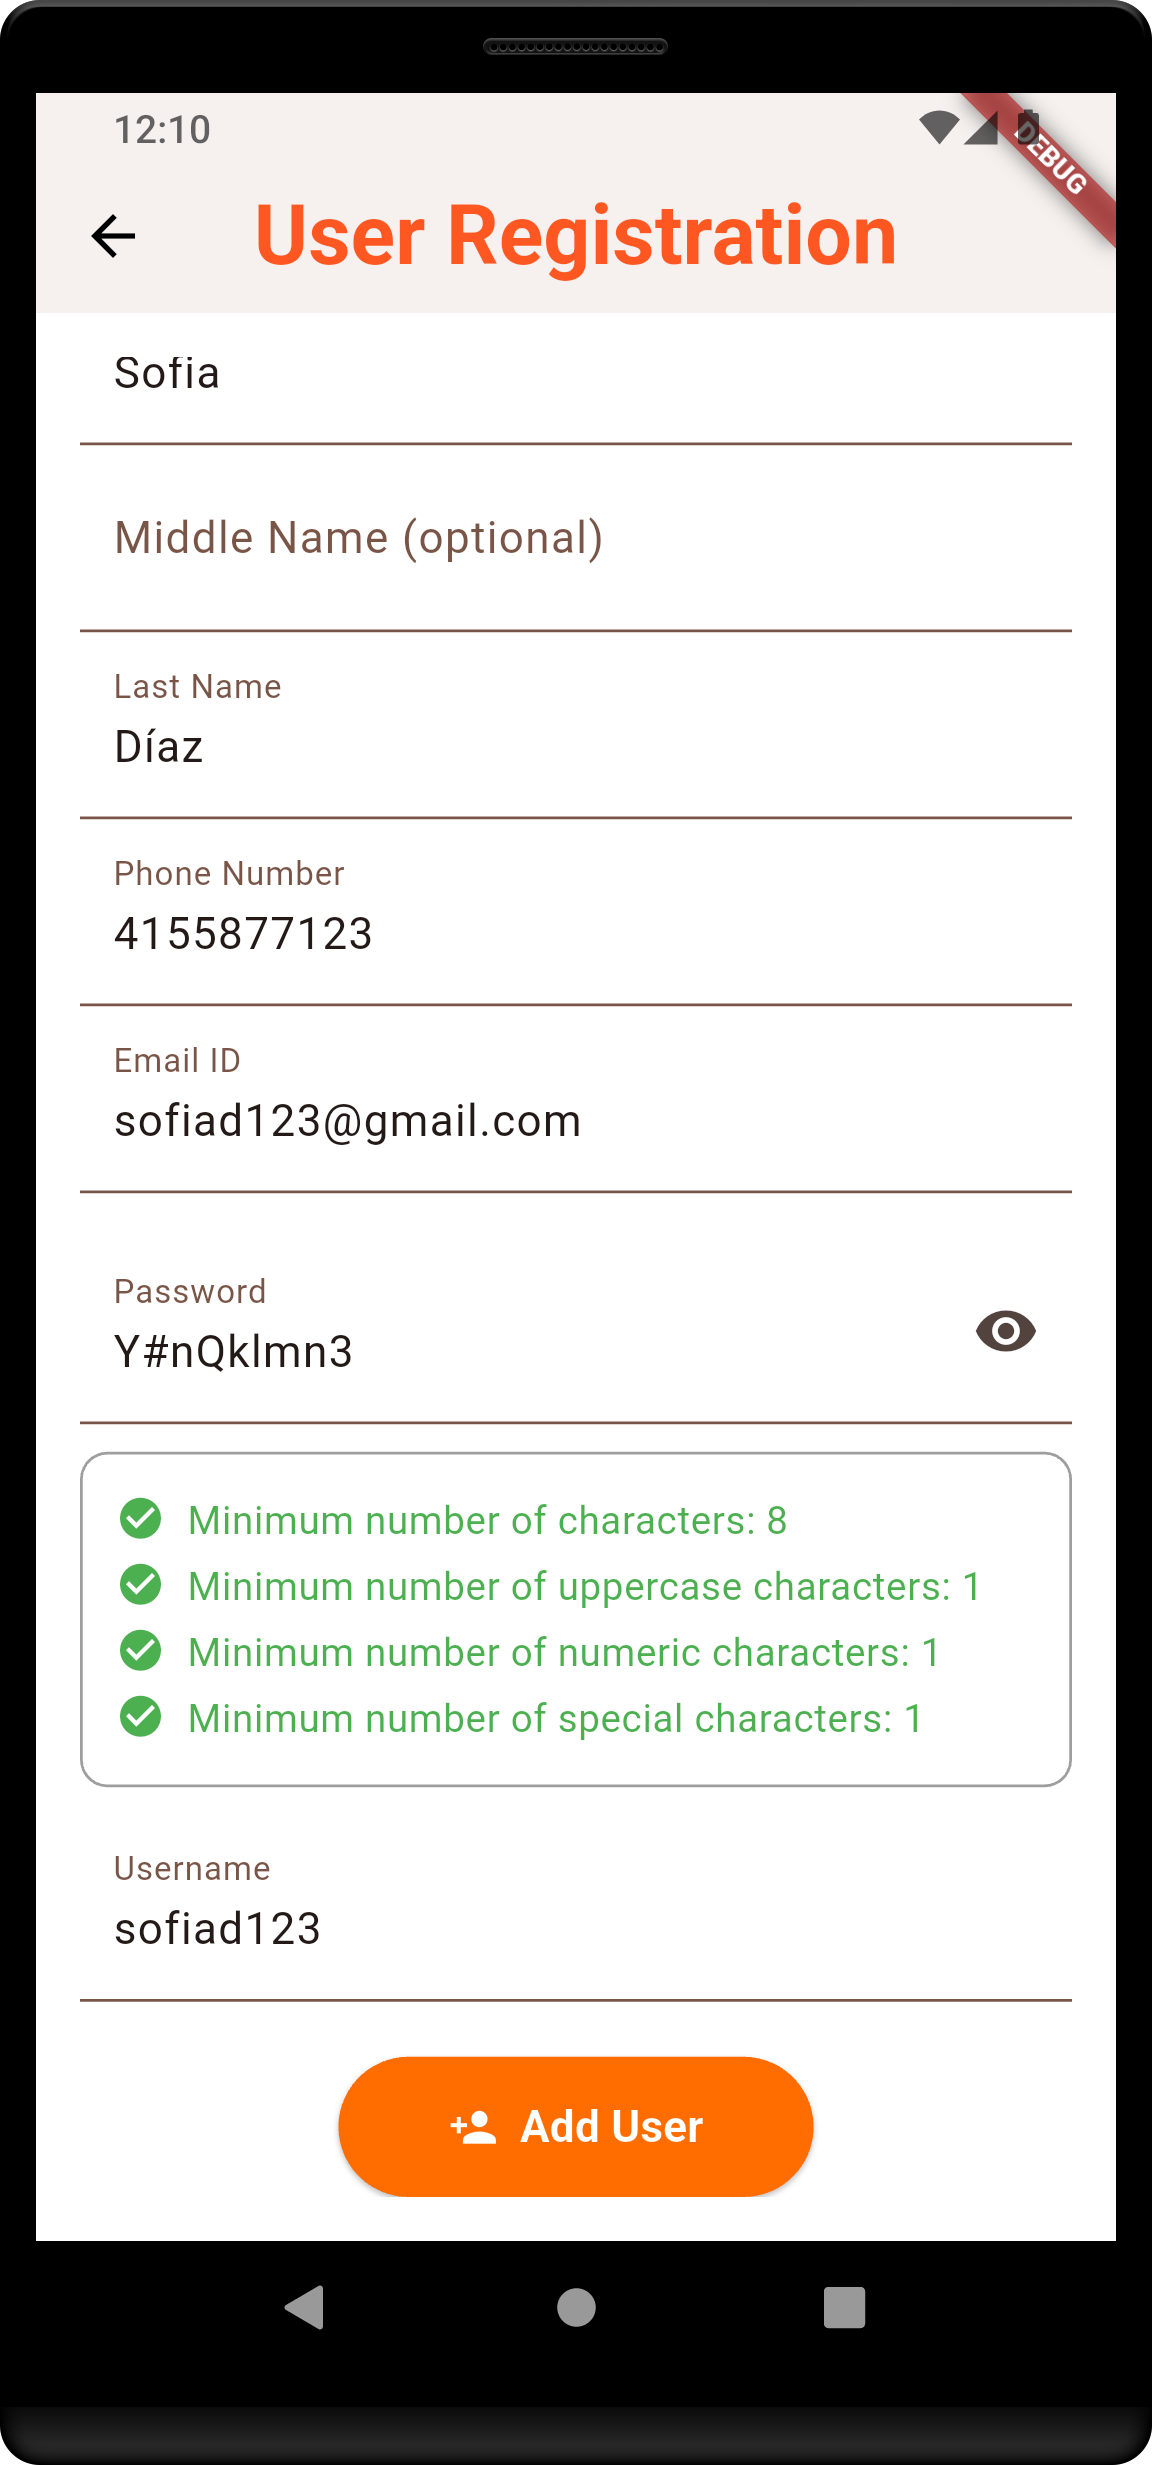 12:10
DEBUG
User Registration
Sofia
Middle Name (optional)
Last Name
Díaz
Phone Number
4155877123
Email ID
sofiad123@gmail.com
Password
Y#nQklmn3
Minimum number of characters: 8
Minimum number of uppercase characters: 1
Minimum number of numeric characters: 1
Minimum number of special characters: 1
Username
sofiad123
Add User